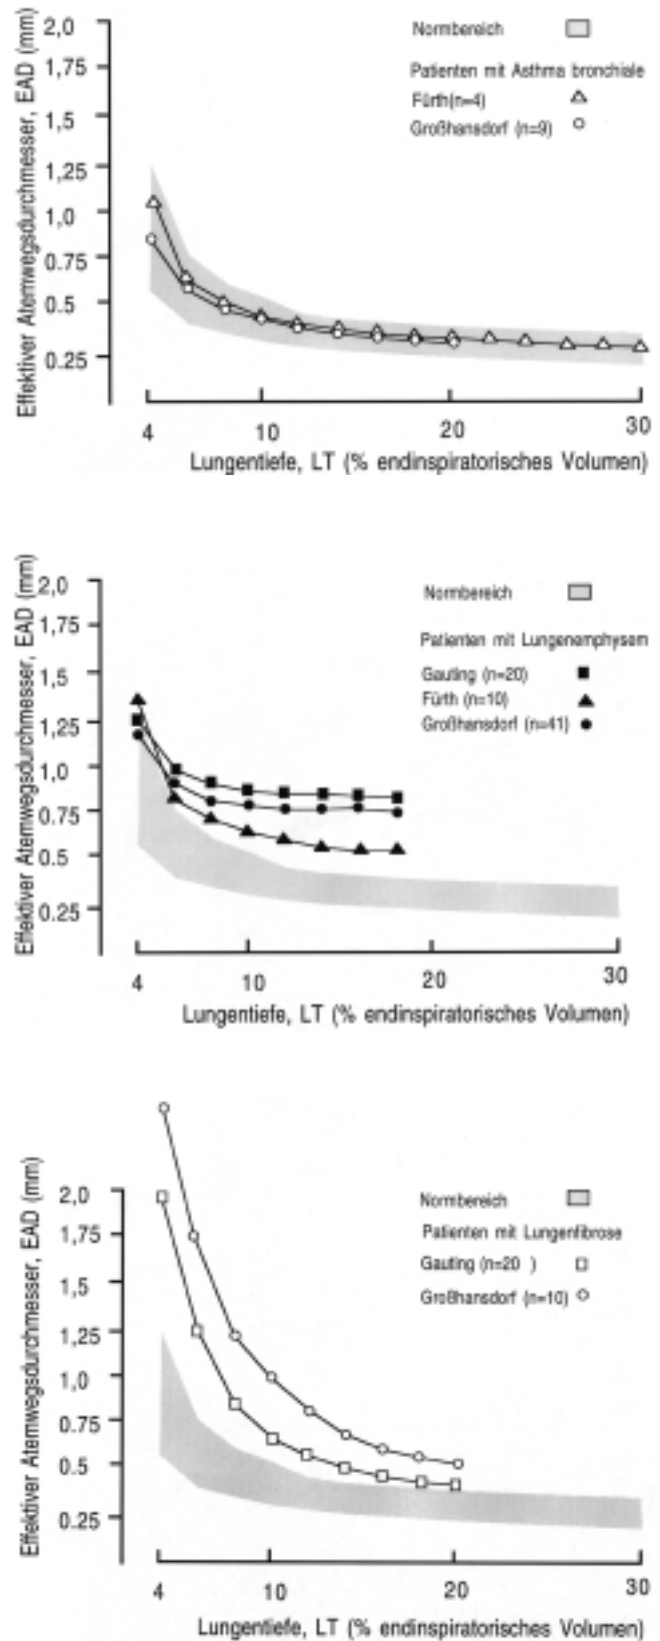 Effektiver Atemwegsdurchmesser, EAD (mm)
2,0
1,75
1,5
1,25
1,0
0.75
0.5
0.25
Normbereich
Patienten mit Asthma bronchiale
Fürth(n=4)
Großhansdorf (n=9)
4
10
20
30
Lungentiefe, LT (% endinspiratorisches Volumen)
Effektiver Atemwegsdurchmesser, EAD (mm)
2,0
1,75
1,5
1,25
1,0
0.75
0.5
0.25
Normbereich
Patienten mit Lungenemphysem
Gauting (n=20)
Fürth (n=10)
Großhansdorf (n=41)
4
10
20
30
Lungentiefe, LT (% endinspiratorisches Volumen)
Effektiver Atemwegsdurchmesser, EAD (mm)
2,0
1,75
1,5
1,25
1,0
0.75
0.5
0.25
Normbereich
Patienten mit Lungenfibrose
Gauting (n=20 )
Großhansdorf (n=10)
4
10
20
30
Lungentiefe, LT (% endinspiratorisches Volumen)